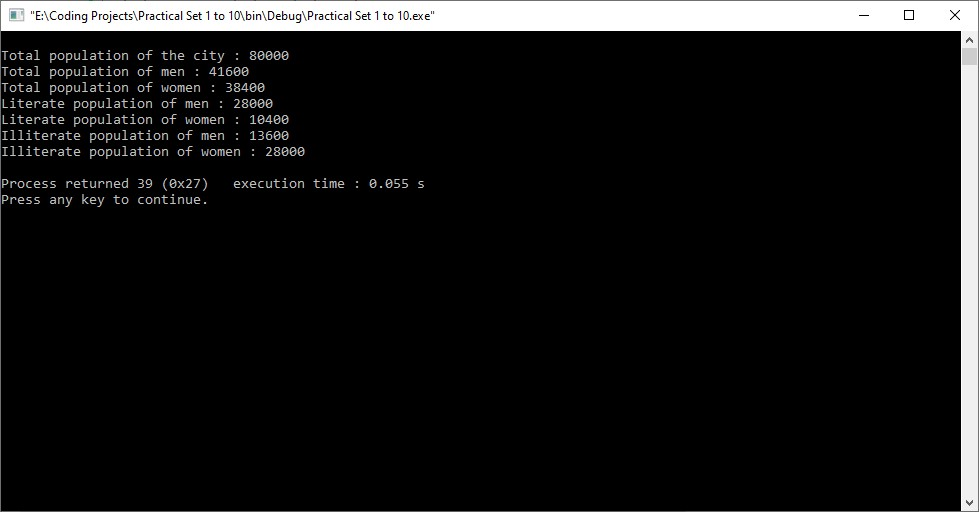 "E:\Coding Projects\Practical Set 1 to 10\bin\Debug\Practical Set 1 to 10.exe"
Total population of the city : 80000
Total population of men : 41600
Total population of women : 38400
Literate population of men : 28000
Literate population of women : 10400
Illiterate population of men : 13600
Illiterate population of women : 28000
Process returned 39 (0x27)   execution time : 0.055 s
Press any key to continue.